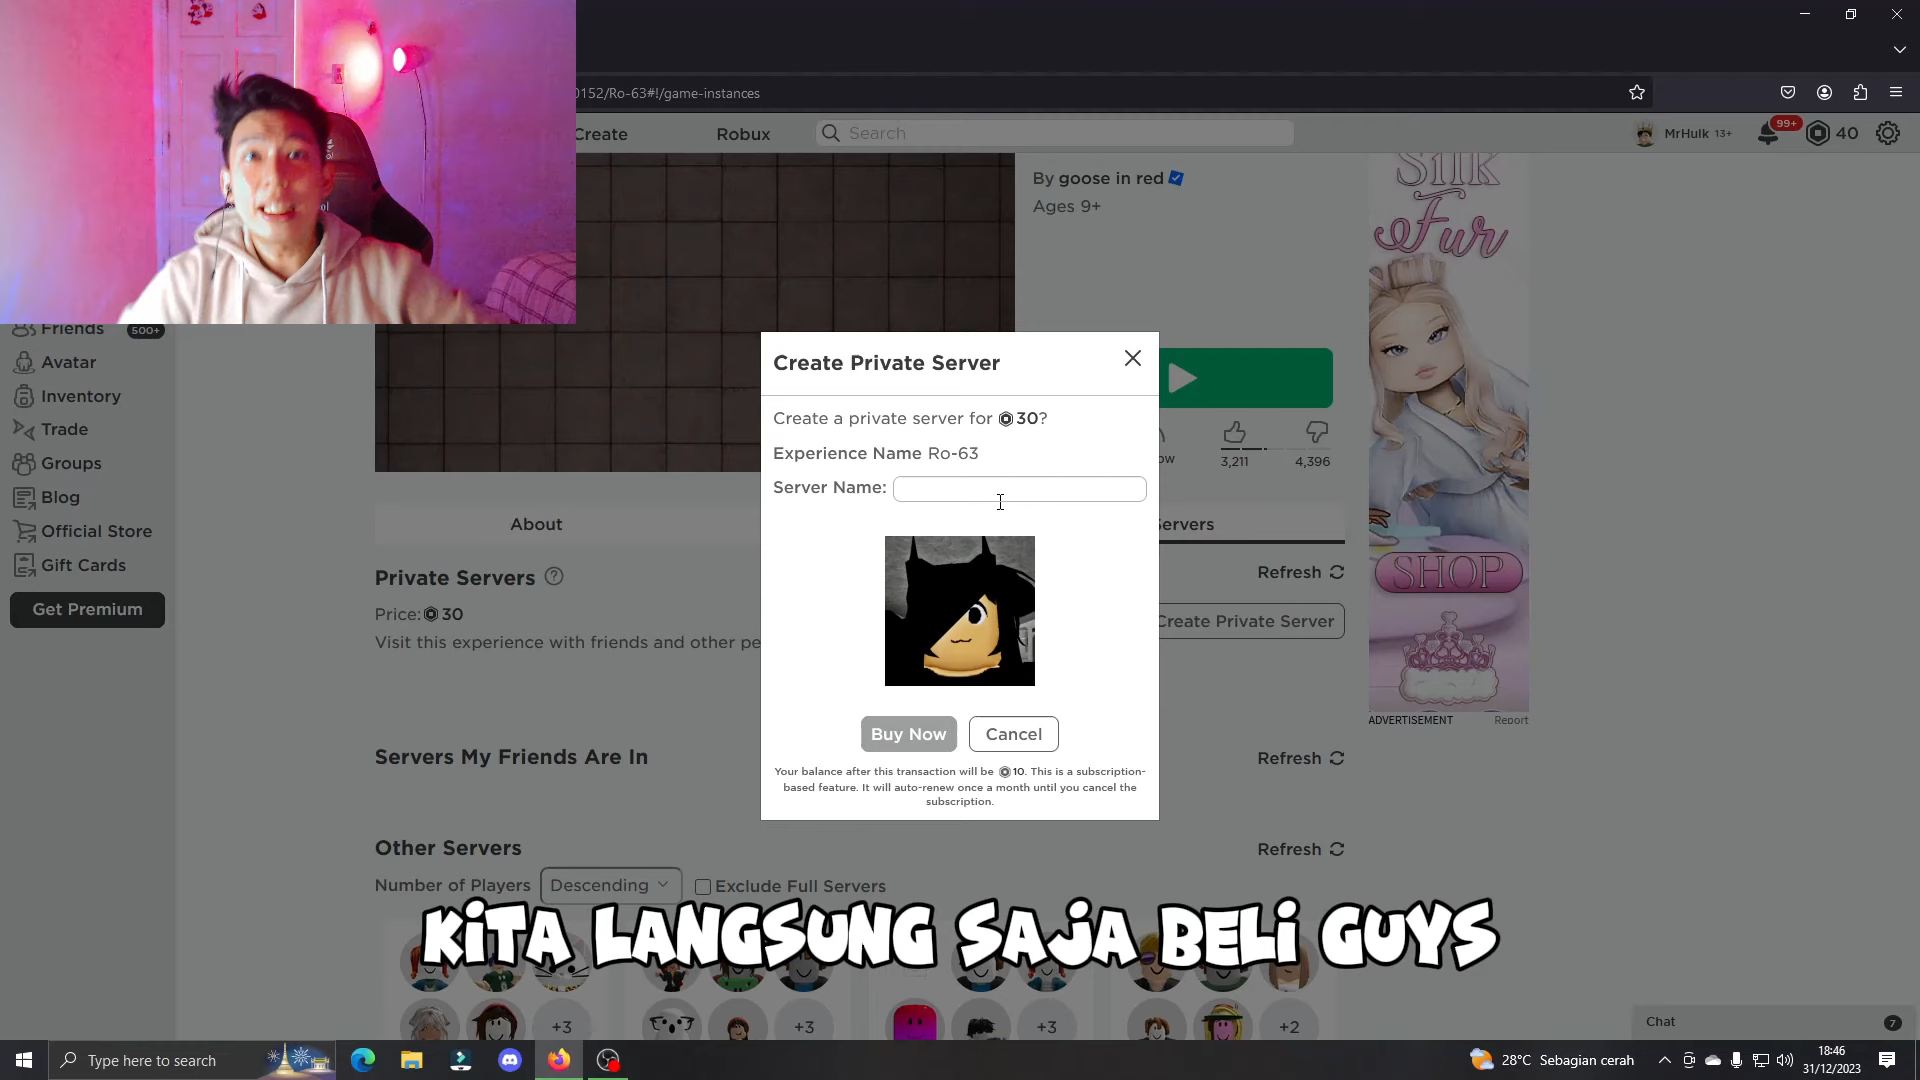 0152/Ro-63#!/game-instances
Create
Robux
Search
MrHulk 13+
99+
40
By goose in red
Ages 9+
Silk
Fur
Friends 500+
Avatar
Inventory
Trade
Groups
Blog
Official Store
Gift Cards
Get Premium
Create Private Server
Create a private server for 30?
Experience Name Ro-63
Server Name:
Buy Now
Cancel
Your balance after this transaction will be 10. This is a subscription-
based feature. It will auto-renew once a month until you cancel the
subscription.
3,211
4,396
About
Servers
Private Servers
Refresh
Price: 30
Create Private Server
Visit this experience with friends and other pe
SHOP
ADVERTISEMENT
Report
Servers My Friends Are In
Refresh
Other Servers
Refresh
Number of Players
Descending
Exclude Full Servers
KITA LANGSUNG SAJA BELI GUYS
+3
+3
+3
+2
Chat
7
Type here to search
28°C Sebagian cerah
18:46
31/12/2023